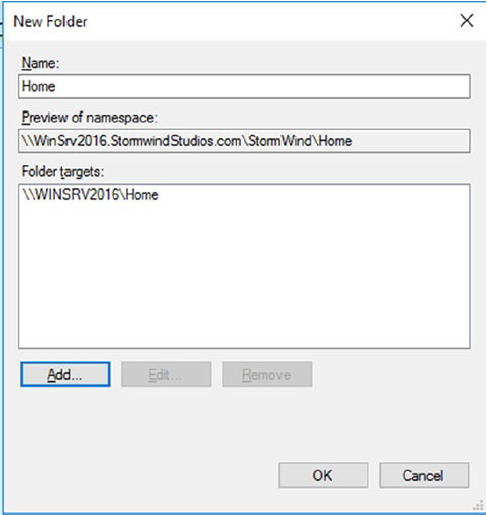 New Folder
Name:
Home
Preview of namespace:
\\WinSrv2016.StormwindStudios.com\StormWind\Home
Folder targets:
\\WINSRV2016\Home
Add... Edit... Remove
OK Cancel